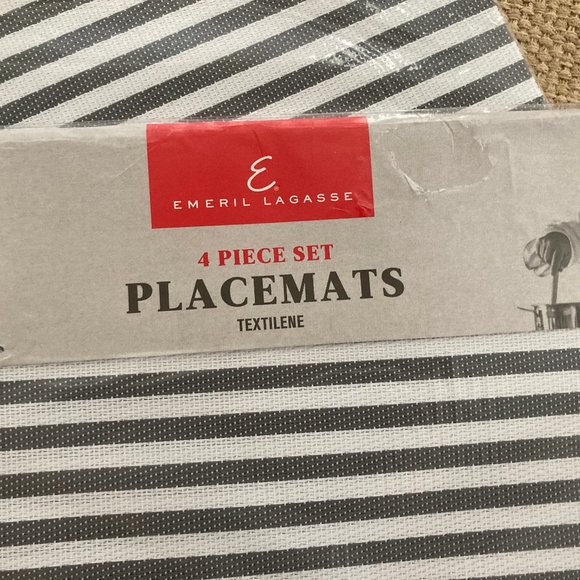 E
EMERIL LAGASSE
4 PIECE SET
PLACEMATS
TEXTILENE